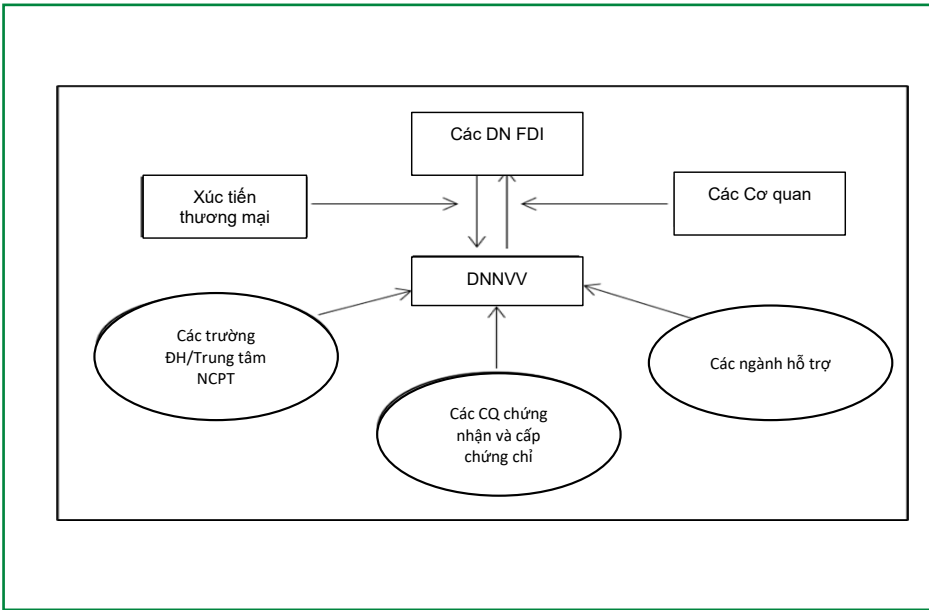 Các DN FDI
Xúc tiến
thương mại
Các Cơ quan
DNNVV
Các trường
ĐH/Trung tâm
NCPT
Các ngành hỗ trợ
Các CQ chứng
nhận và cấp
chứng chỉ